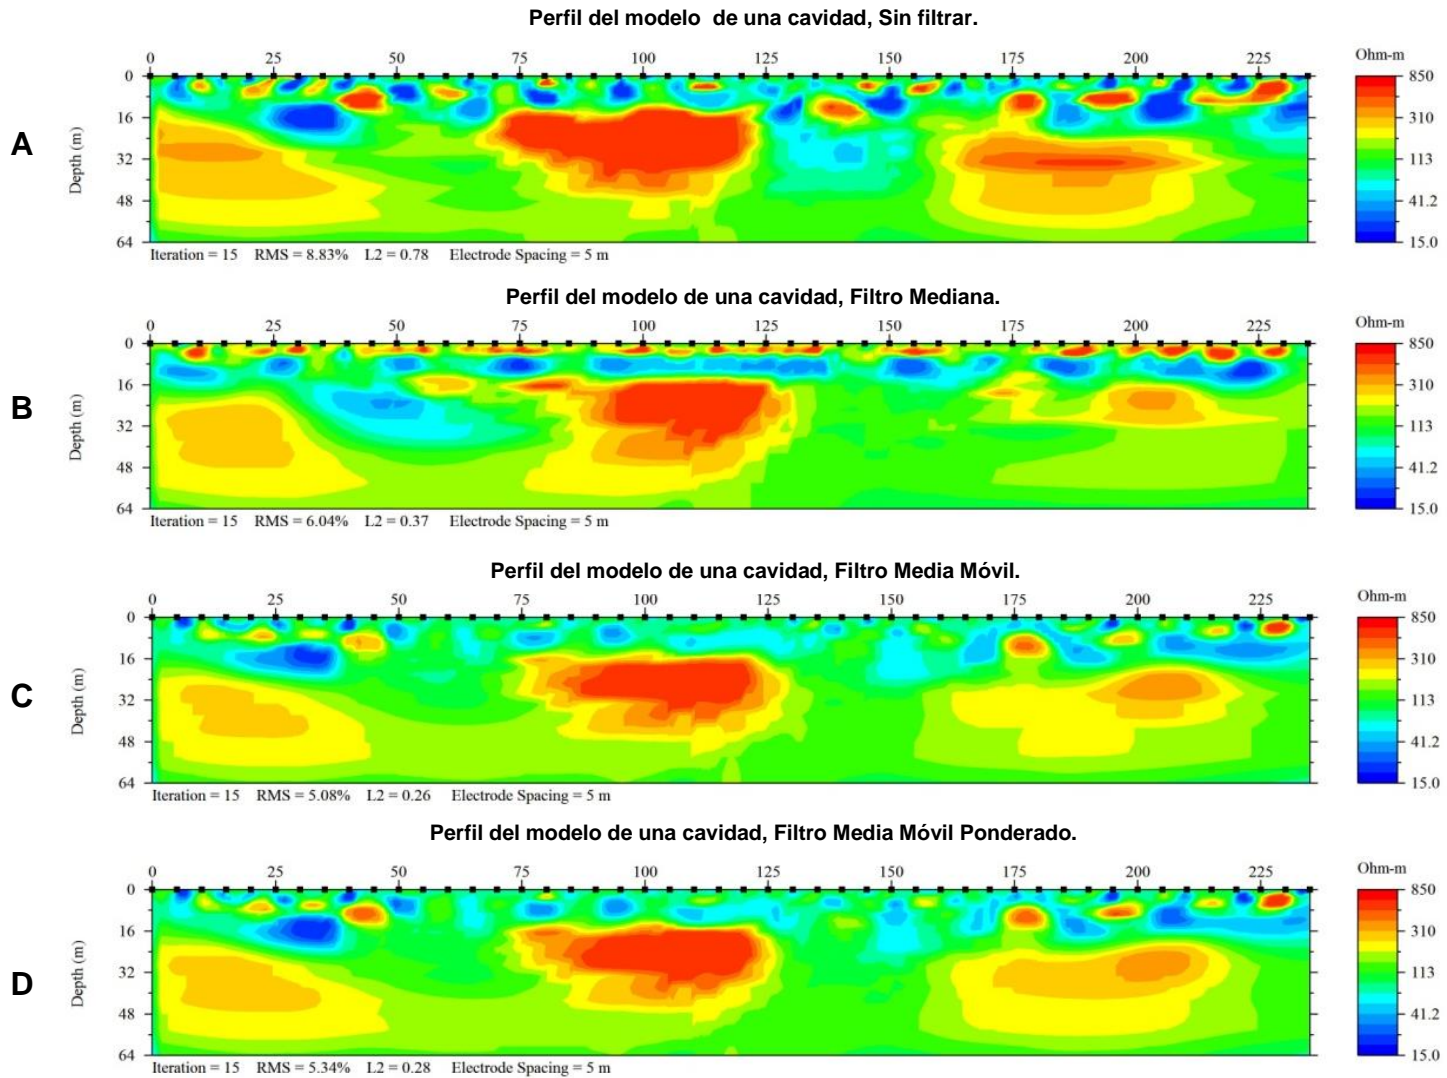 Perfil del modelo  de una cavidad, Sin filtrar.
0 25 50 75 100 125 150 175 200 225
Ohm-m
A
Depth (m)
0
16
32
48
64
850
310
113
41.2
15.0
Iteration = 15 RMS = 8.83% L2 = 0.78 Electrode Spacing = 5 m
Perfil del modelo de una cavidad, Filtro Mediana.
0 25 50 75 100 125 150 175 200 225
Ohm-m
B
Depth (m)
0
16
32
48
64
850
310
113
41.2
15.0
Iteration = 15 RMS = 6.04% L2 = 0.37 Electrode Spacing = 5 m
Perfil del modelo de una cavidad, Filtro Media Móvil.
0 25 50 75 100 125 150 175 200 225
Ohm-m
C
Depth (m)
0
16
32
48
64
850
310
113
41.2
15.0
Iteration = 15 RMS = 5.08% L2 = 0.26 Electrode Spacing = 5 m
Perfil del modelo de una cavidad, Filtro Media Móvil Ponderado.
0 25 50 75 100 125 150 175 200 225
Ohm-m
D
Depth (m)
0
16
32
48
64
850
310
113
41.2
15.0
Iteration = 15 RMS = 5.34% L2 = 0.28 Electrode Spacing = 5 m